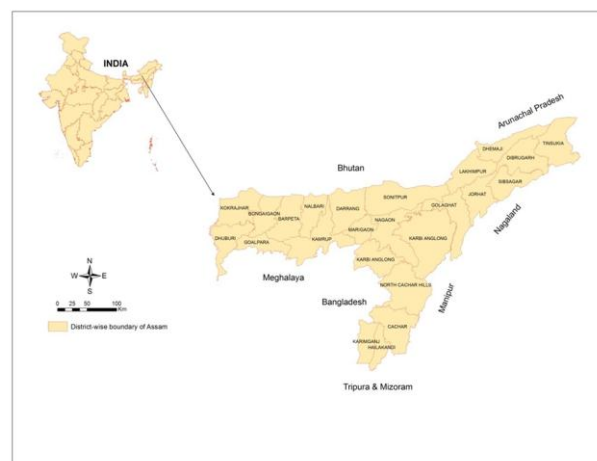 INDIA
Arunachal Pradesh
Bhutan
DHEMAJI
TINSUKIA
DIBRUGARH
LAKHIMPUR
SIBSAGAR
JORHAT
SONITPUR
GOLAGHAT
KOKRAJHAR
BONGAIGAON
BARPETA
NALBARI
DARRANG
NAGAON
MARIGAON
KARBI ANGLONG
Nagaland
DHUBURI
GOALPARA
KAMRUP
KARBI ANGLONG
Meghalaya
NORTH CACHAR HILLS
Manipur
Bangladesh
CACHAR
KARIMGANJ
HAILAKANDI
Tripura & Mizoram
N
W E
S
0 25 50 100
Km
District-wise boundary of Assam